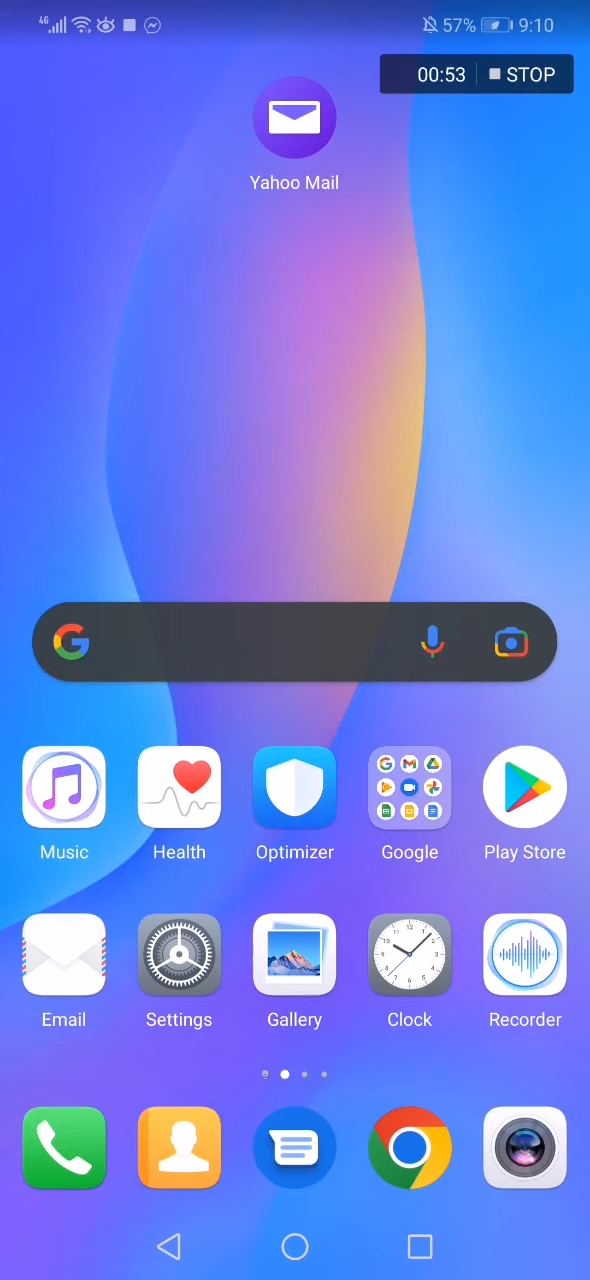 4G 57% 9:10
00:53 STOP
Yahoo Mail
Music Health Optimizer Google Play Store
Email Settings Gallery Clock Recorder